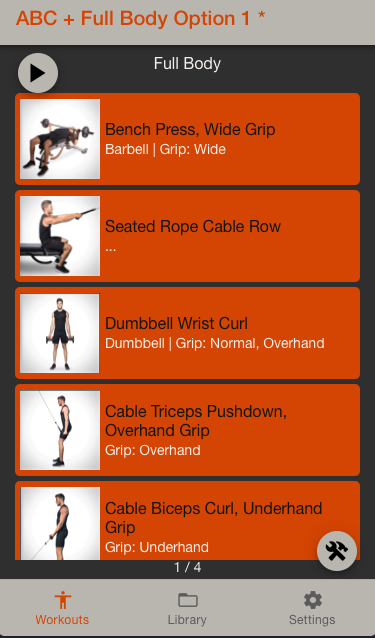 ABC + Full Body Option 1 *
Full Body
Bench Press, Wide Grip
Barbell | Grip: Wide
Seated Rope Cable Row
...
Dumbbell Wrist Curl
Dumbbell | Grip: Normal, Overhand
Cable Triceps Pushdown,
Overhand Grip
Grip: Overhand
Cable Biceps Curl, Underhand
Grip
Grip: Underhand
1 / 4
Workouts
Library
Settings